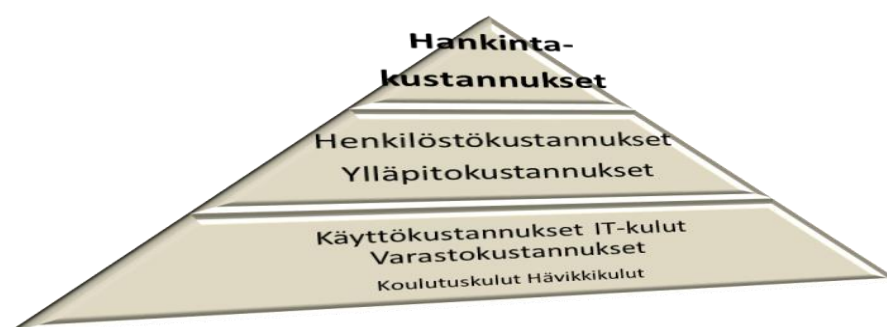 Hankinta-
kustannukset
Henkilöstökustannukset
Ylläpitokustannukset
Käyttökustannukset IT-kulut
Varastokustannukset
Koulutuskulut Hävikkikulut